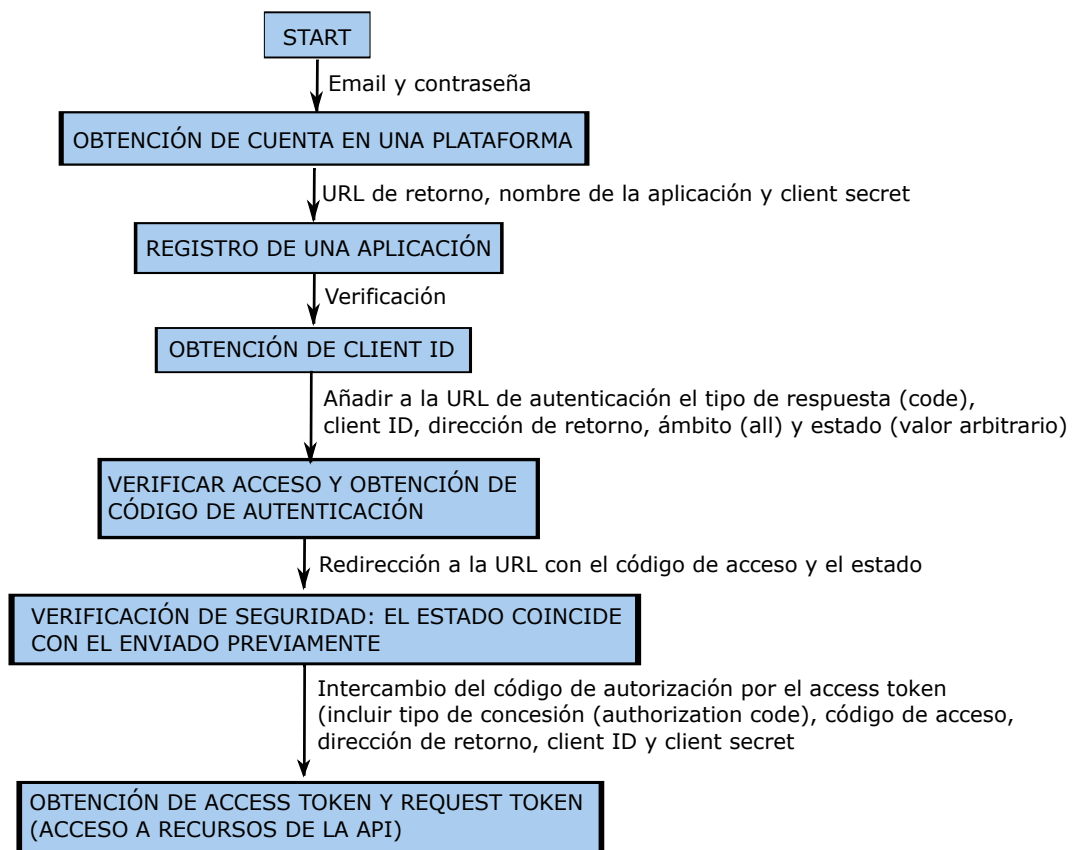 START
Email y contraseña
OBTENCIÓN DE CUENTA EN UNA PLATAFORMA
URL de retorno, nombre de la aplicación y client secret
REGISTRO DE UNA APLICACIÓN
Verificación
OBTENCIÓN DE CLIENT ID
Añadir a la URL de autenticación el tipo de respuesta (code),
client ID, dirección de retorno, ámbito (all) y estado (valor arbitrario)
VERIFICAR ACCESO Y OBTENCIÓN DE
CÓDIGO DE AUTENTICACIÓN
Redirección a la URL con el código de acceso y el estado
VERIFICACIÓN DE SEGURIDAD: EL ESTADO COINCIDE
CON EL ENVIADO PREVIAMENTE
Intercambio del código de autorización por el access token
(incluir tipo de concesión (authorization code), código de acceso,
dirección de retorno, client ID y client secret
OBTENCIÓN DE ACCESS TOKEN Y REQUEST TOKEN
(ACCESO A RECURSOS DE LA API)